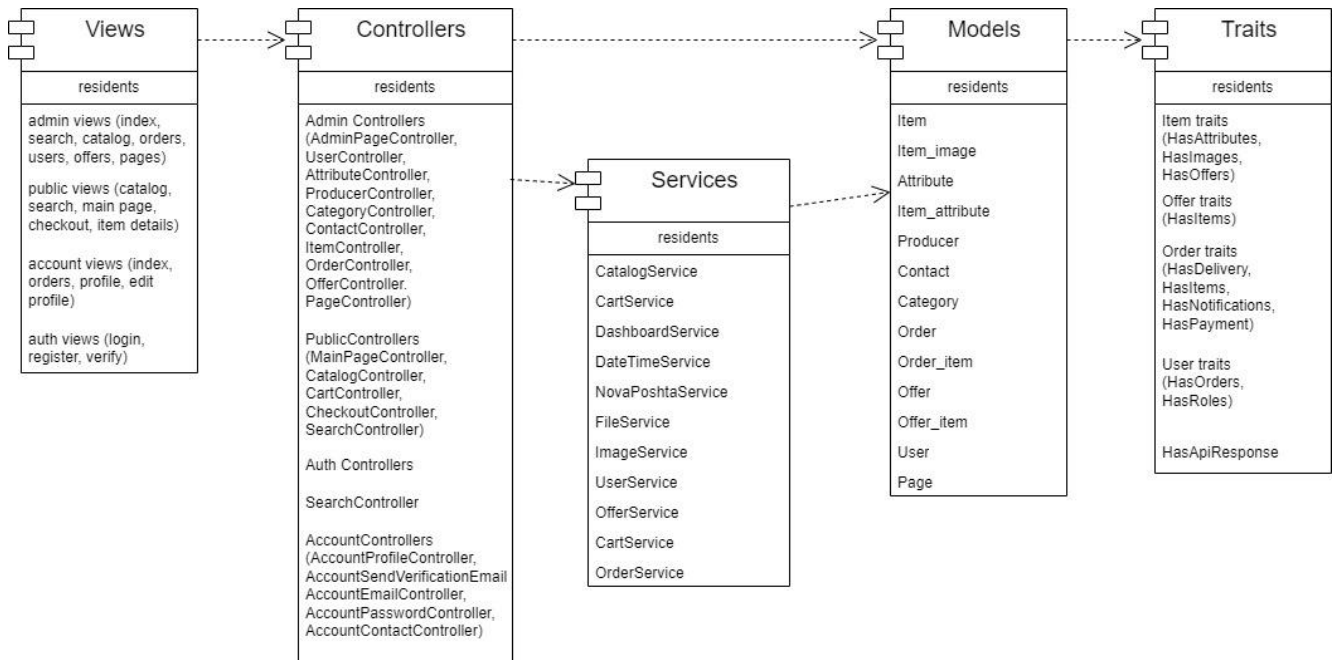 Views
residents
admin views (index,
search, catalog, orders,
users, offers, pages)
public views (catalog,
search, main page,
checkout, item details)
account views (index,
orders, profile, edit
profile)
auth views (login,
register, verify)
Controllers
residents
Admin Controllers
(AdminPageController,
UserController,
AttributeController,
ProducerController,
CategoryController,
ContactController,
ItemController,
OrderController,
OfferController.
PageController)
PublicControllers
(MainPageController,
CatalogController,
CartController,
CheckoutController,
SearchController)
Auth Controllers
SearchController
AccountControllers
(AccountProfileController,
AccountSendVerificationEmail
AccountEmailController,
AccountPasswordController,
AccountContactController)
Services
residents
CatalogService
CartService
DashboardService
DateTimeService
NovaPoshtaService
FileService
ImageService
UserService
OfferService
CartService
OrderService
Models
residents
Item
Item_image
Attribute
Item_attribute
Producer
Contact
Category
Order
Order_item
Offer
Offer_item
User
Page
Traits
residents
Item traits
(HasAttributes,
HasImages,
HasOffers)
Offer traits
(HasItems)
Order traits
(HasDelivery,
HasItems,
HasNotifications,
HasPayment)
User traits
(HasOrders,
HasRoles)
HasApiResponse